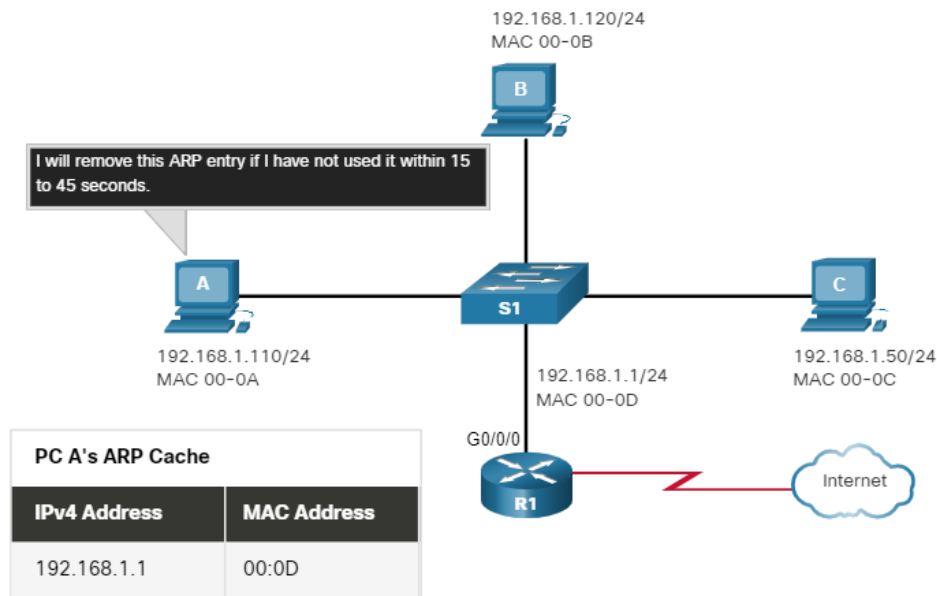 192.168.1.120/24
MAC 00-0B
B
I will remove this ARP entry if I have not used it within 15
to 45 seconds.
A
S1
C
192.168.1.110/24
MAC 00-0A
192.168.1.1/24
MAC 00-0D
192.168.1.50/24
MAC 00-0C
G0/0/0
R1
Internet
PC A's ARP Cache
IPv4 Address MAC Address
192.168.1.1 00:0D